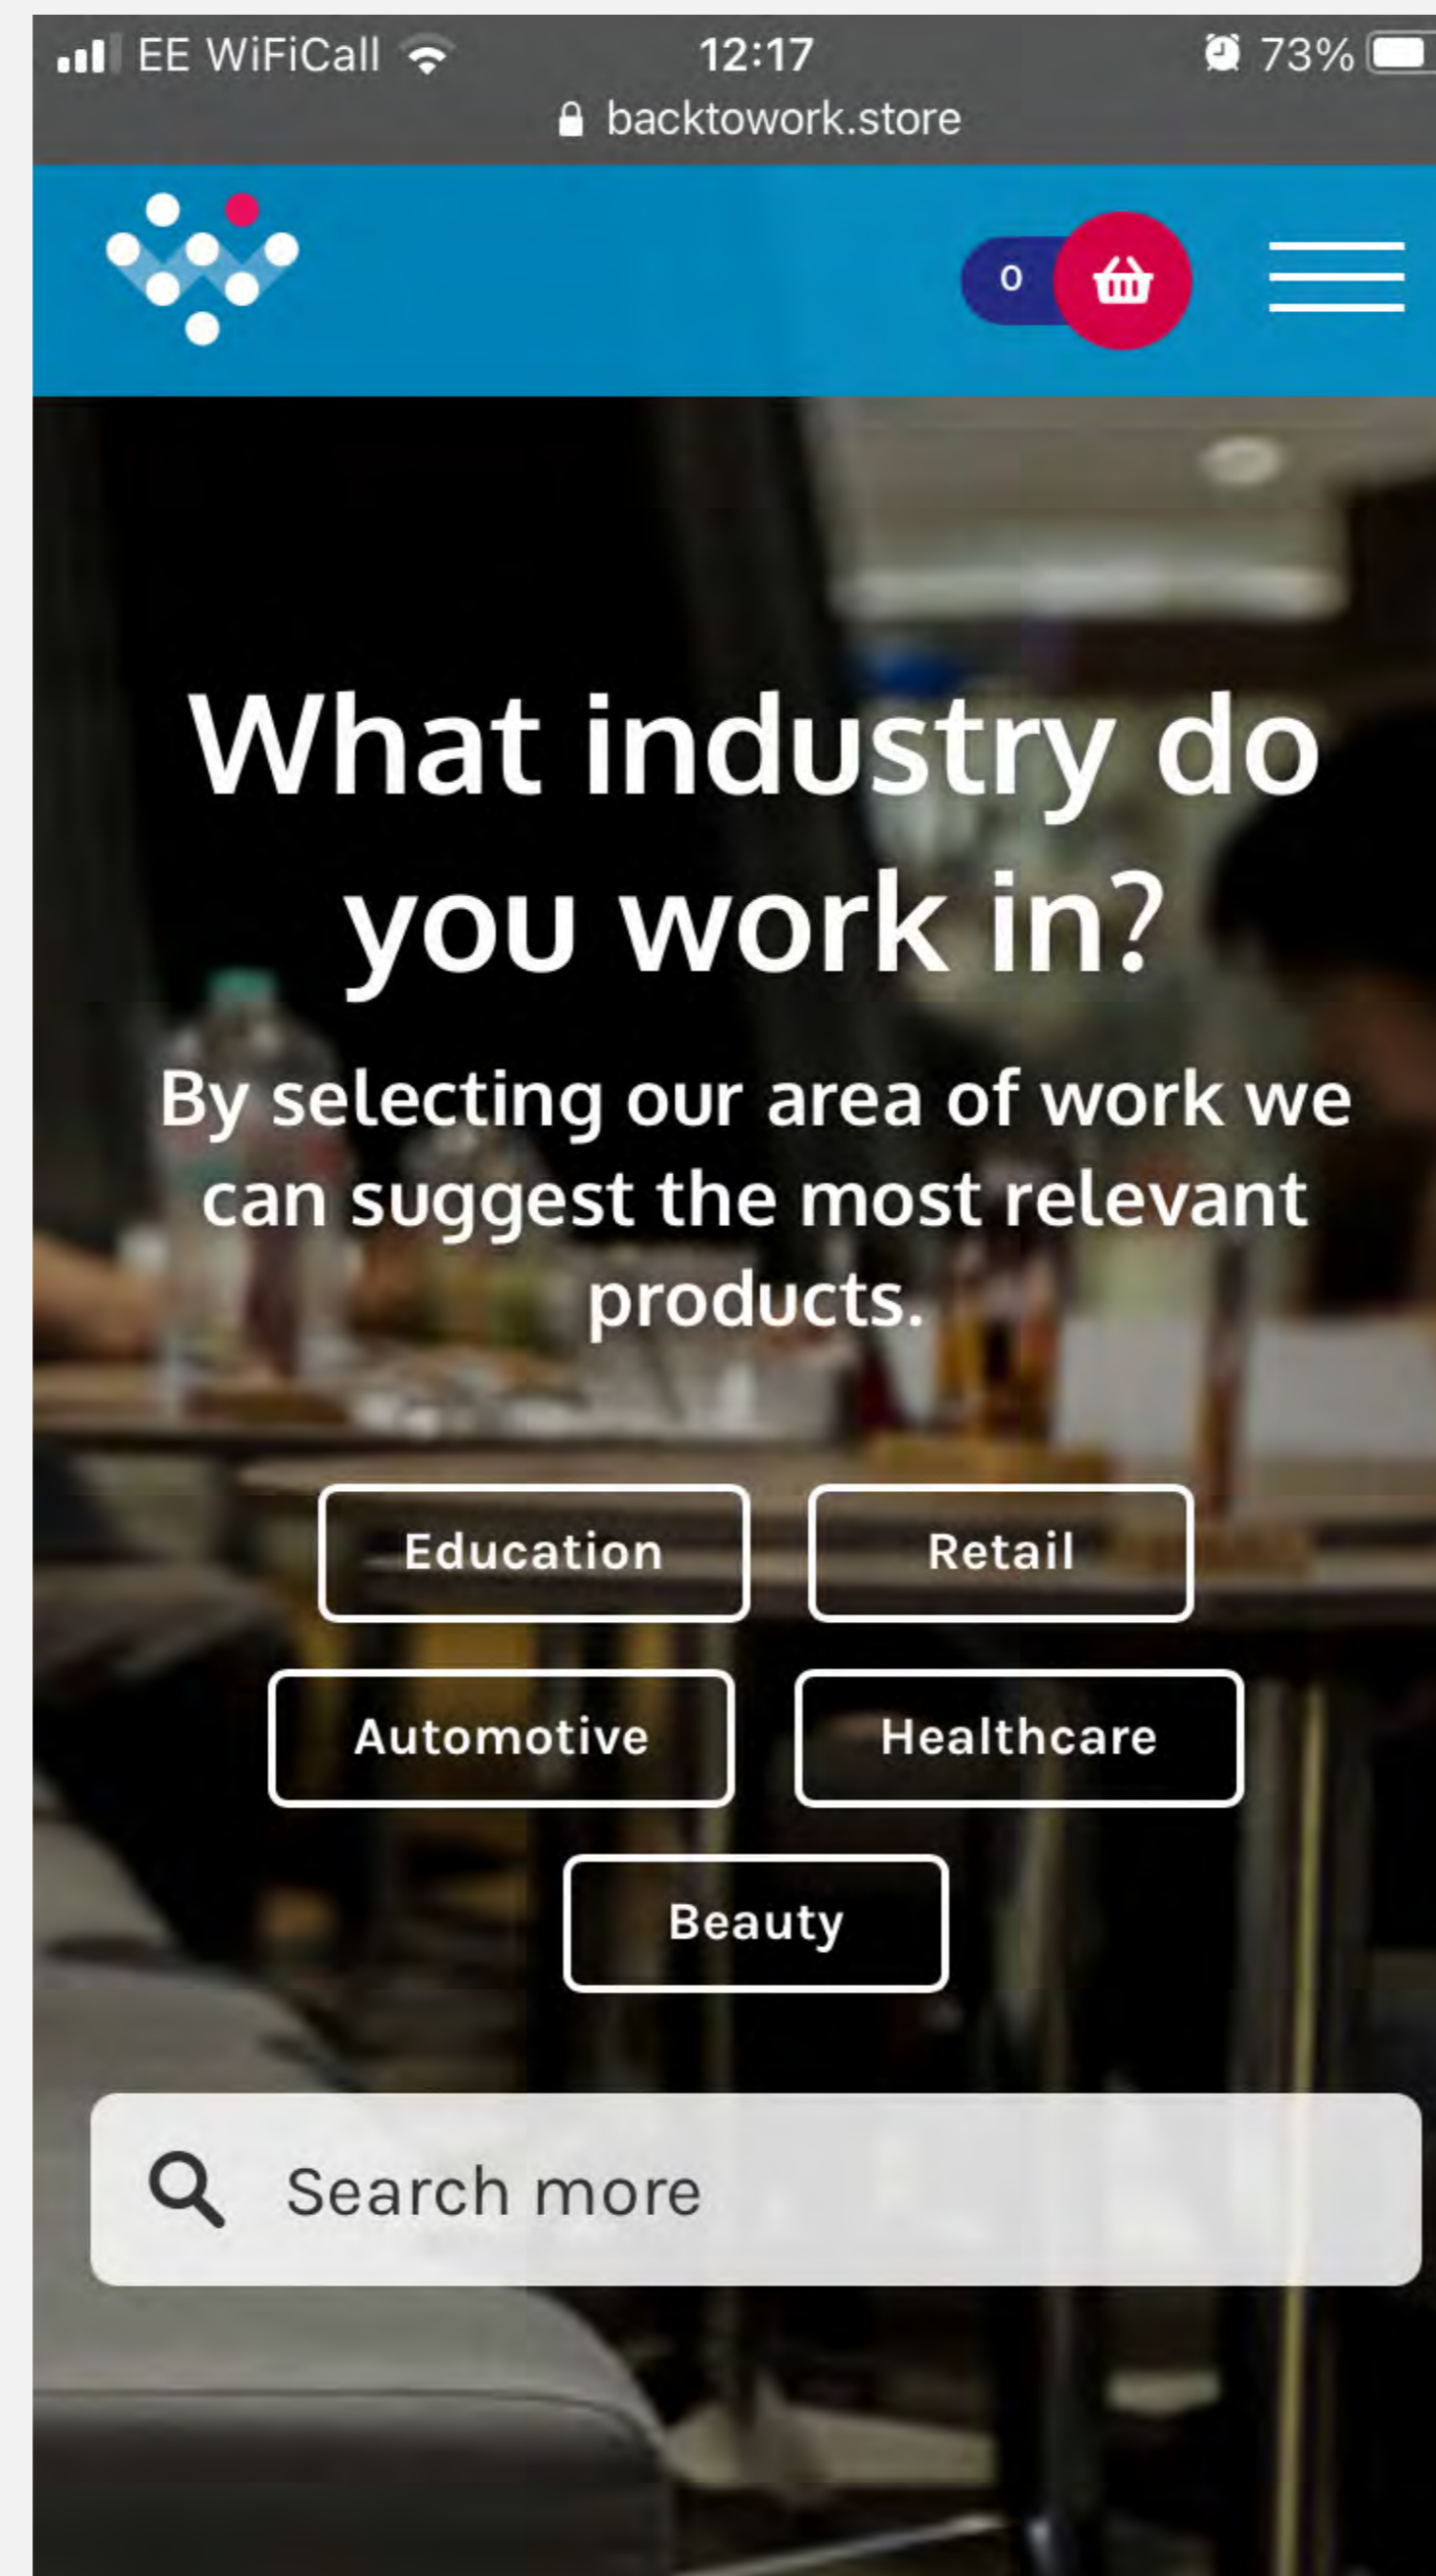 EE WiFiCall 12:17 73%
backtowork.store
0
What industry do
you work in?
By selecting our area of work we
can suggest the most relevant
products.
Education Retail
Automotive Healthcare
Beauty
Search more